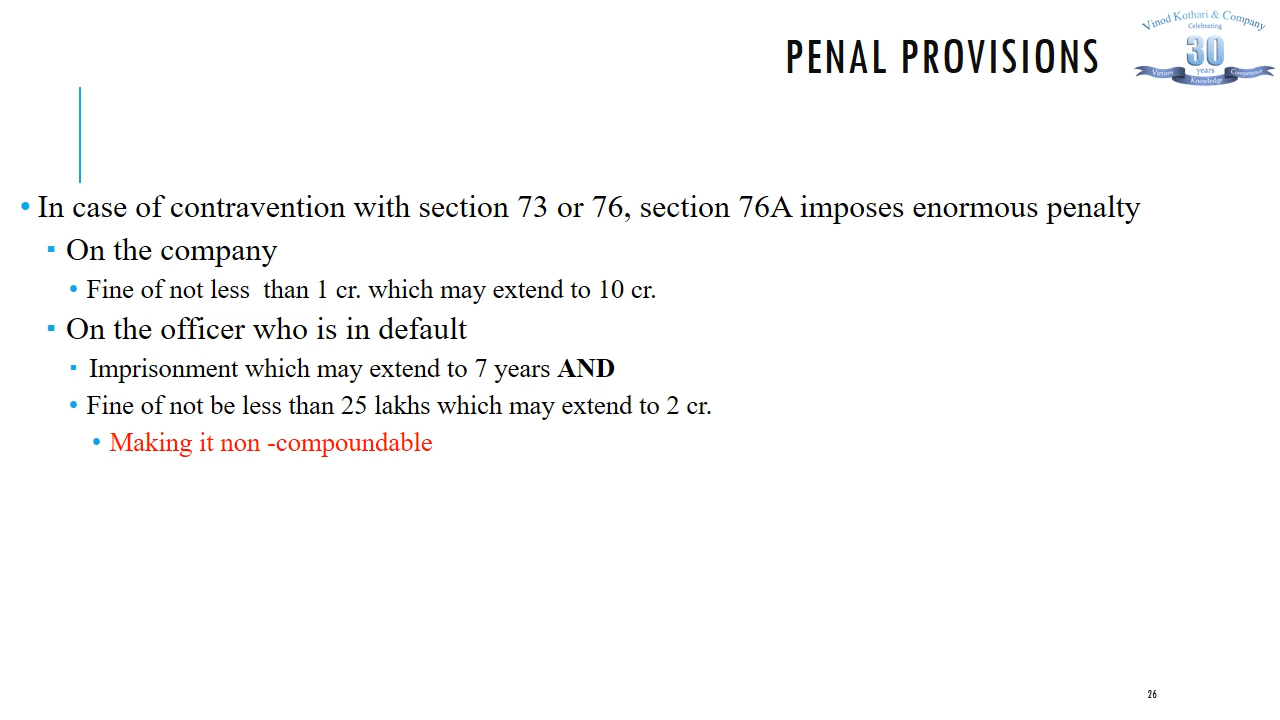 PENAL PROVISIONS
Vinod Kothari & Company
Celebrating
30
years
Virtues
Knowledge
Competence
• In case of contravention with section 73 or 76, section 76A imposes enormous penalty
▪ On the company
• Fine of not less  than 1 cr. which may extend to 10 cr.
▪ On the officer who is in default
▪ Imprisonment which may extend to 7 years AND
• Fine of not be less than 25 lakhs which may extend to 2 cr.
• Making it non -compoundable
26